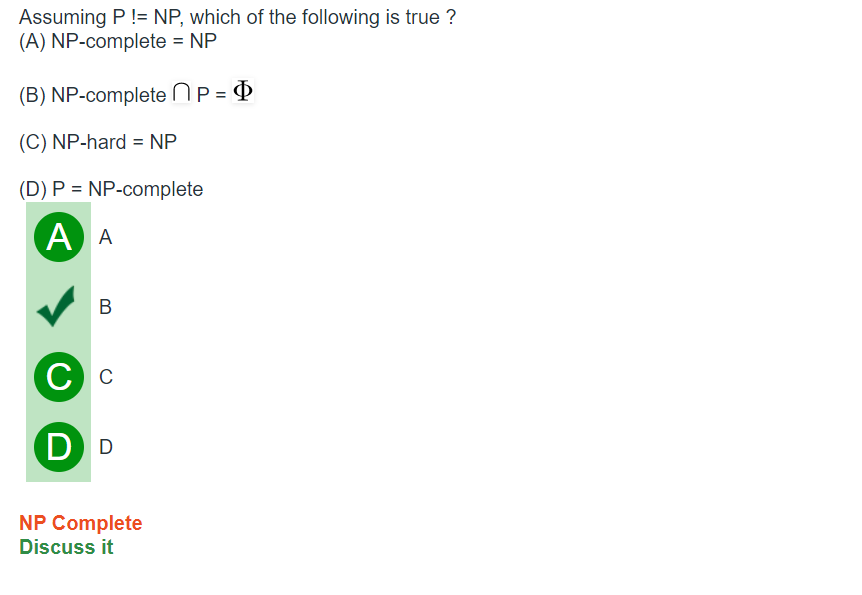 Assuming P != NP, which of the following is true ?
(A) NP-complete = NP
(B) NP-complete ⋂ P = Φ
(C) NP-hard = NP
(D) P = NP-complete
A A
B
C C
D D
NP Complete
Discuss it